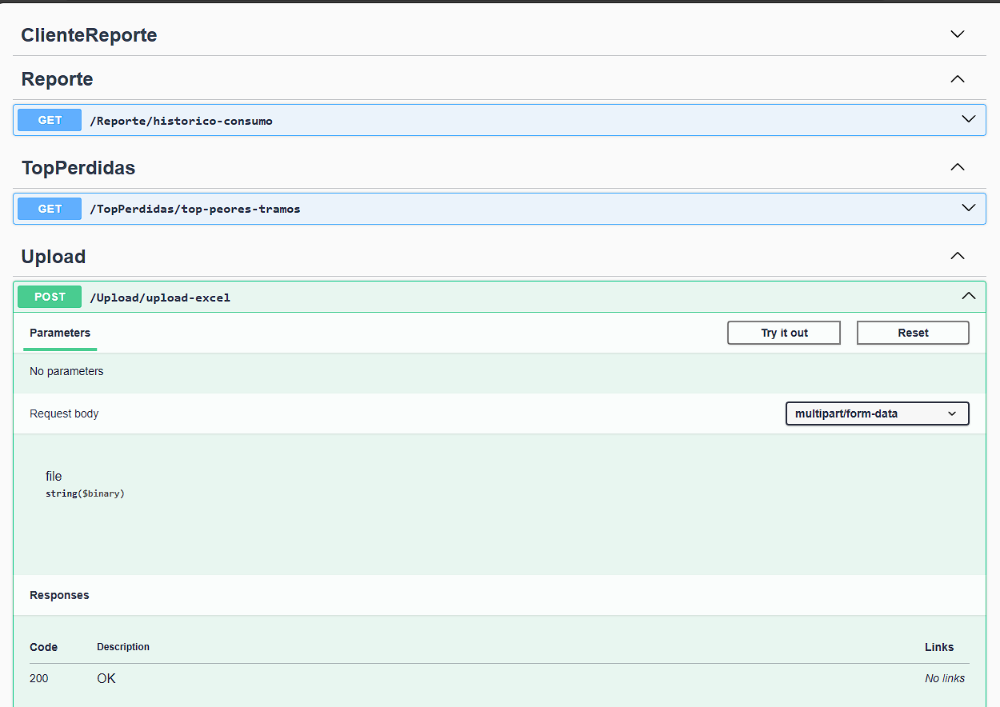 ClienteReporte
Reporte
GET /Reporte/historico-consumo
TopPerdidas
GET /TopPerdidas/top-peores-tramos
Upload
POST /Upload/upload-excel
Parameters Try it out Reset
No parameters
Request body multipart/form-data
file
string($binary)
Responses
Code Description Links
200 OK No links